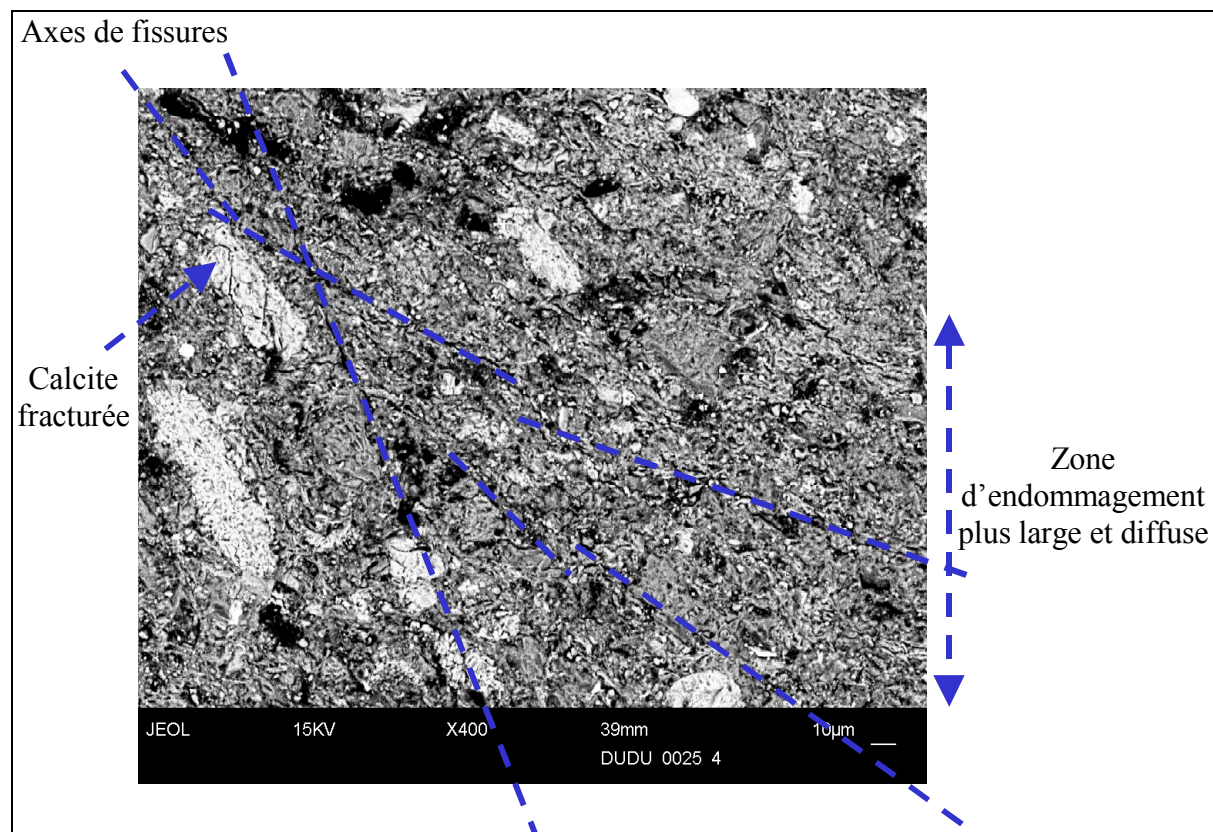 Axes de fissures
Calcite
fracturée
Zone
d’endommagement
plus large et diffuse
JEOL 15KV X400 39mm 10µm
DUDU 0025 4